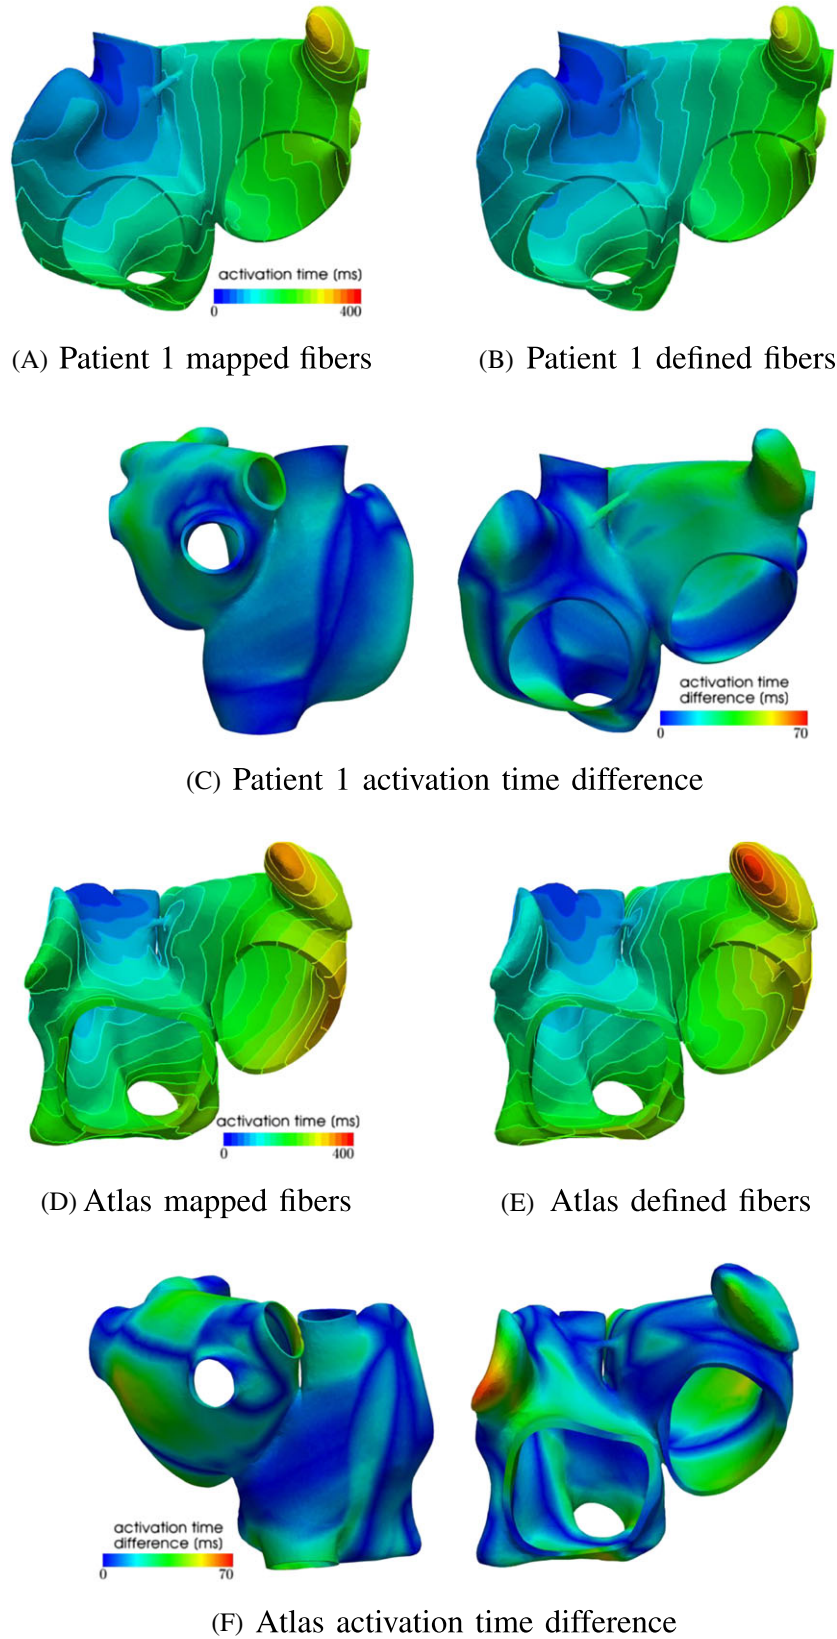 activation time (ms)
0 400
(A) Patient 1 mapped fibers
(B) Patient 1 defined fibers
activation time
difference (ms)
0 70
(C) Patient 1 activation time difference
activation time (ms)
0 400
(D) Atlas mapped fibers
(E) Atlas defined fibers
activation time
difference (ms)
0 70
(F) Atlas activation time difference